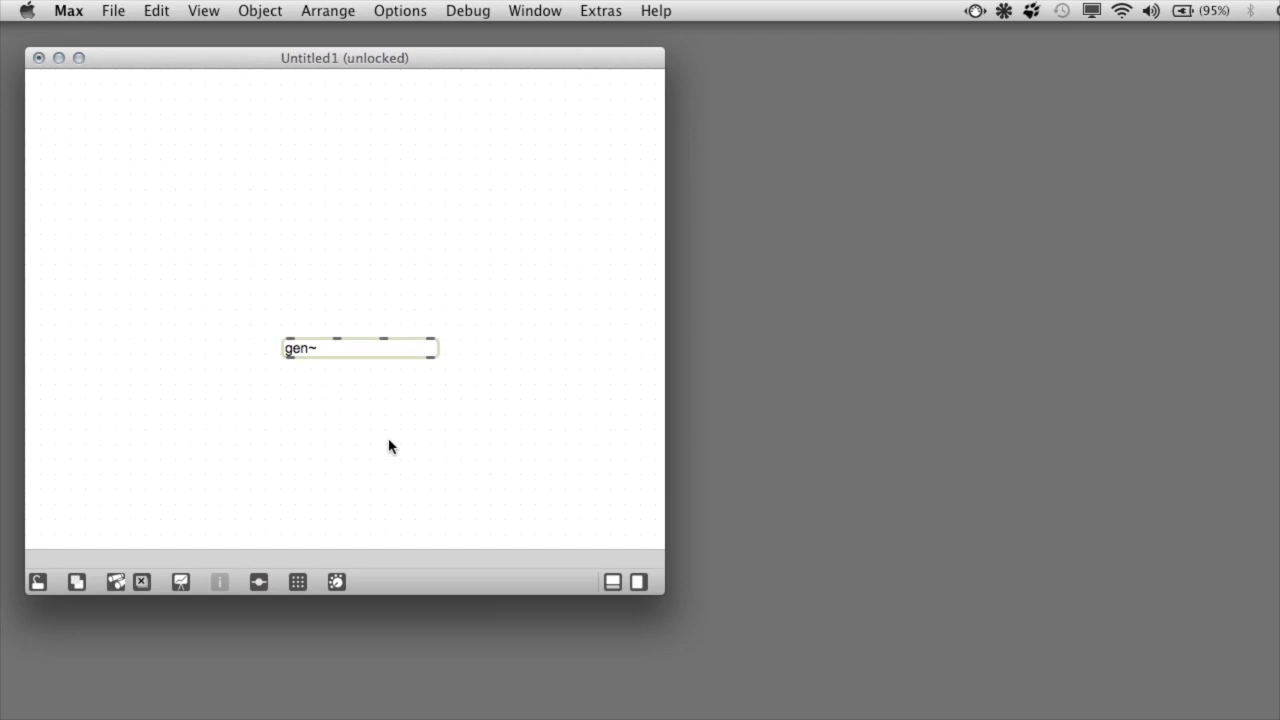 Max File Edit View Object Arrange Options Debug Window Extras Help (95%)
Untitled1 (unlocked)
gen~